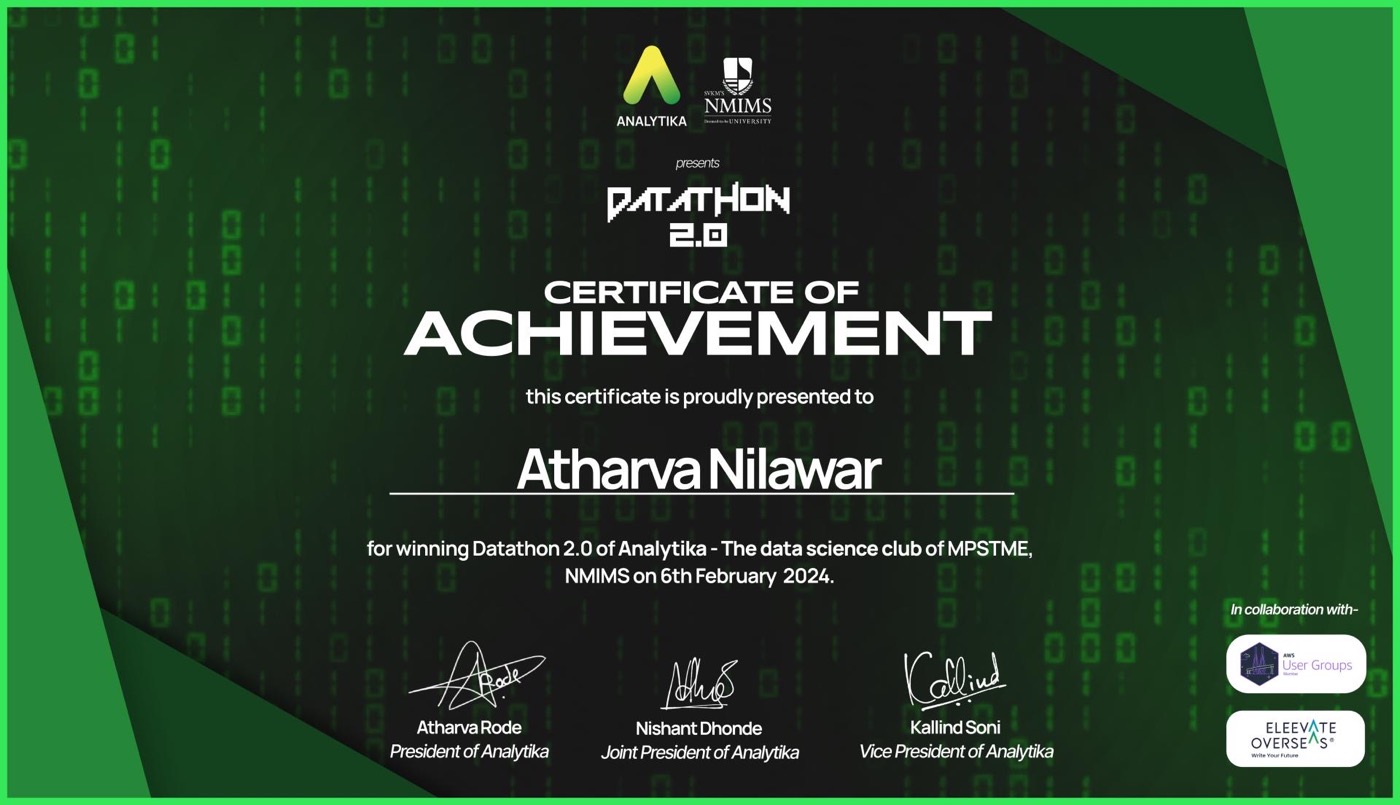 ANALYTIKA
SVKM'S
NMIMS
Deemed to be UNIVERSITY
presents
DATATHON
2.0
CERTIFICATE OF
ACHIEVEMENT
this certificate is proudly presented to
Atharva Nilawar
for winning Datathon 2.0 of Analytika - The data science club of MPSTME,
NMIMS on 6th February 2024.
Atharva Rode
President of Analytika
Nishant Dhonde
Joint President of Analytika
Kallind Soni
Vice President of Analytika
In collaboration with-
AWS
User Groups
ELEEVATE
OVERSEAS®
Write Your Future